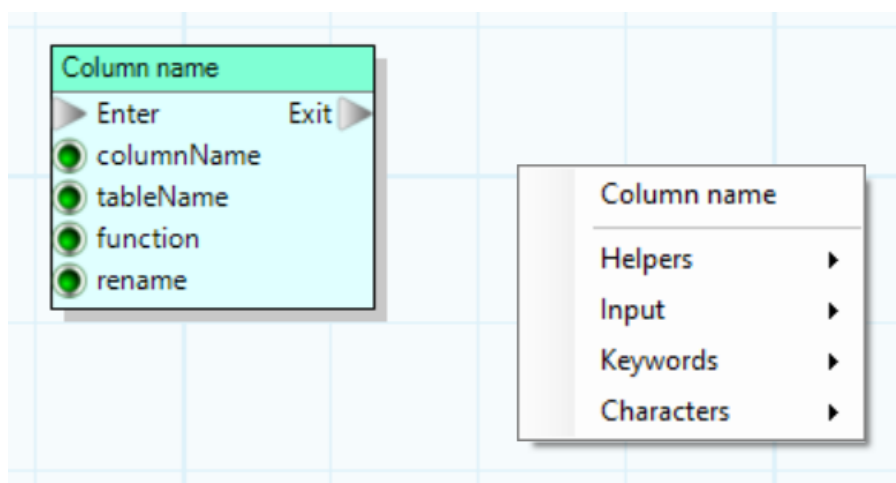 Column name
Enter Exit
columnName
tableName
function
rename
Column name
Helpers
Input
Keywords
Characters